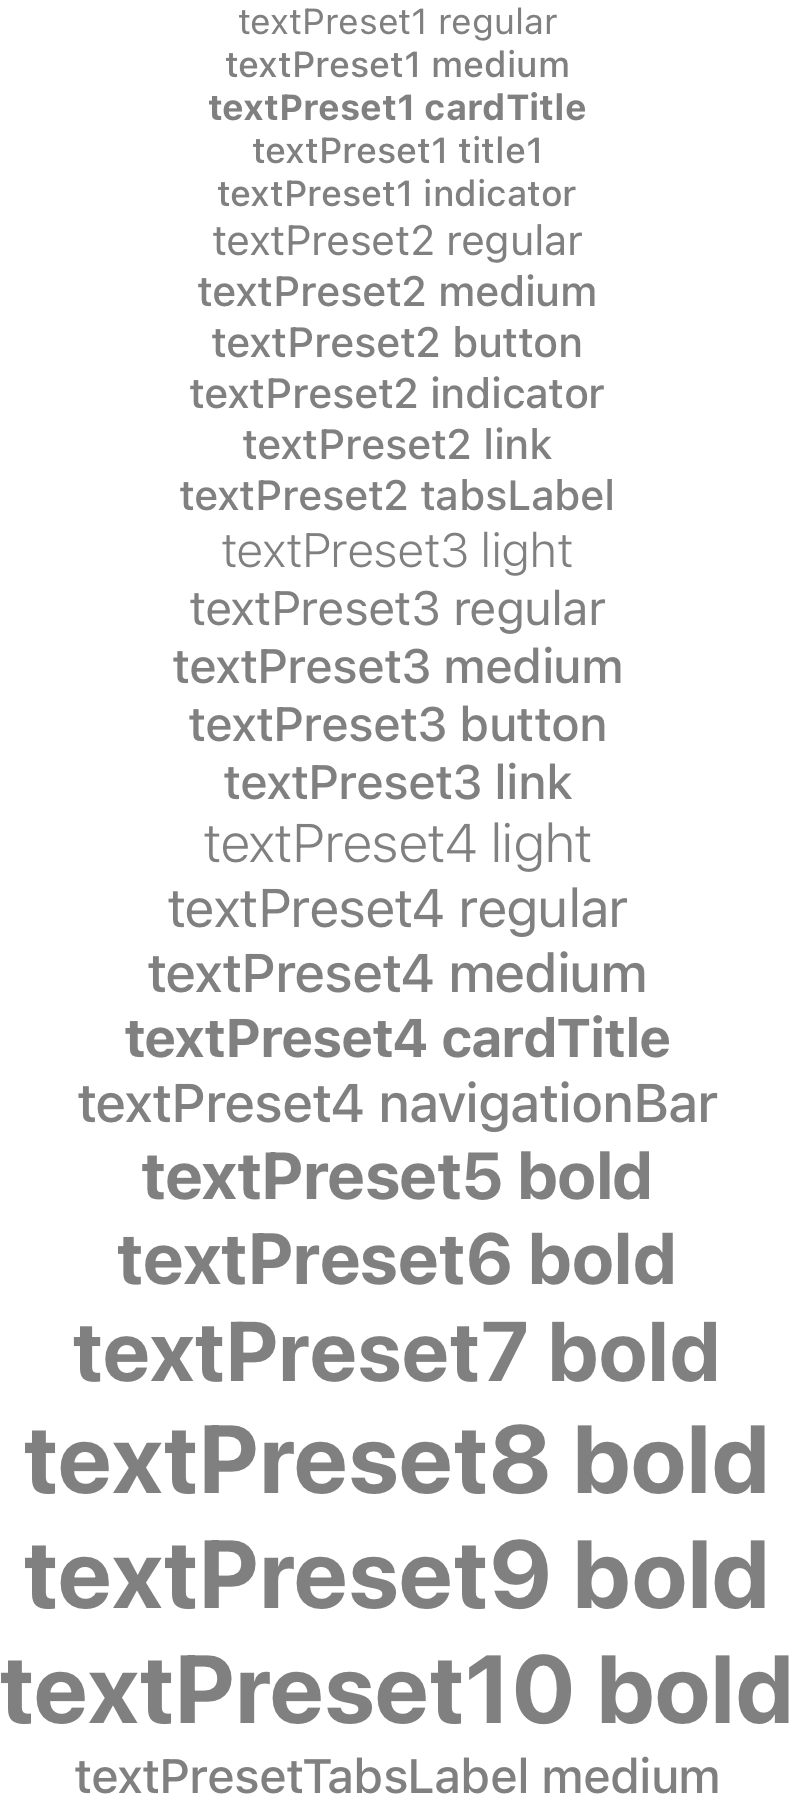 textPreset1 regular
textPreset1 medium
textPreset1 cardTitle
textPreset1 title1
textPreset1 indicator
textPreset2 regular
textPreset2 medium
textPreset2 button
textPreset2 indicator
textPreset2 link
textPreset2 tabsLabel
textPreset3 light
textPreset3 regular
textPreset3 medium
textPreset3 button
textPreset3 link
textPreset4 light
textPreset4 regular
textPreset4 medium
textPreset4 cardTitle
textPreset4 navigationBar
textPreset5 bold
textPreset6 bold
textPreset7 bold
textPreset8 bold
textPreset9 bold
textPreset10 bold
textPresetTabsLabel medium